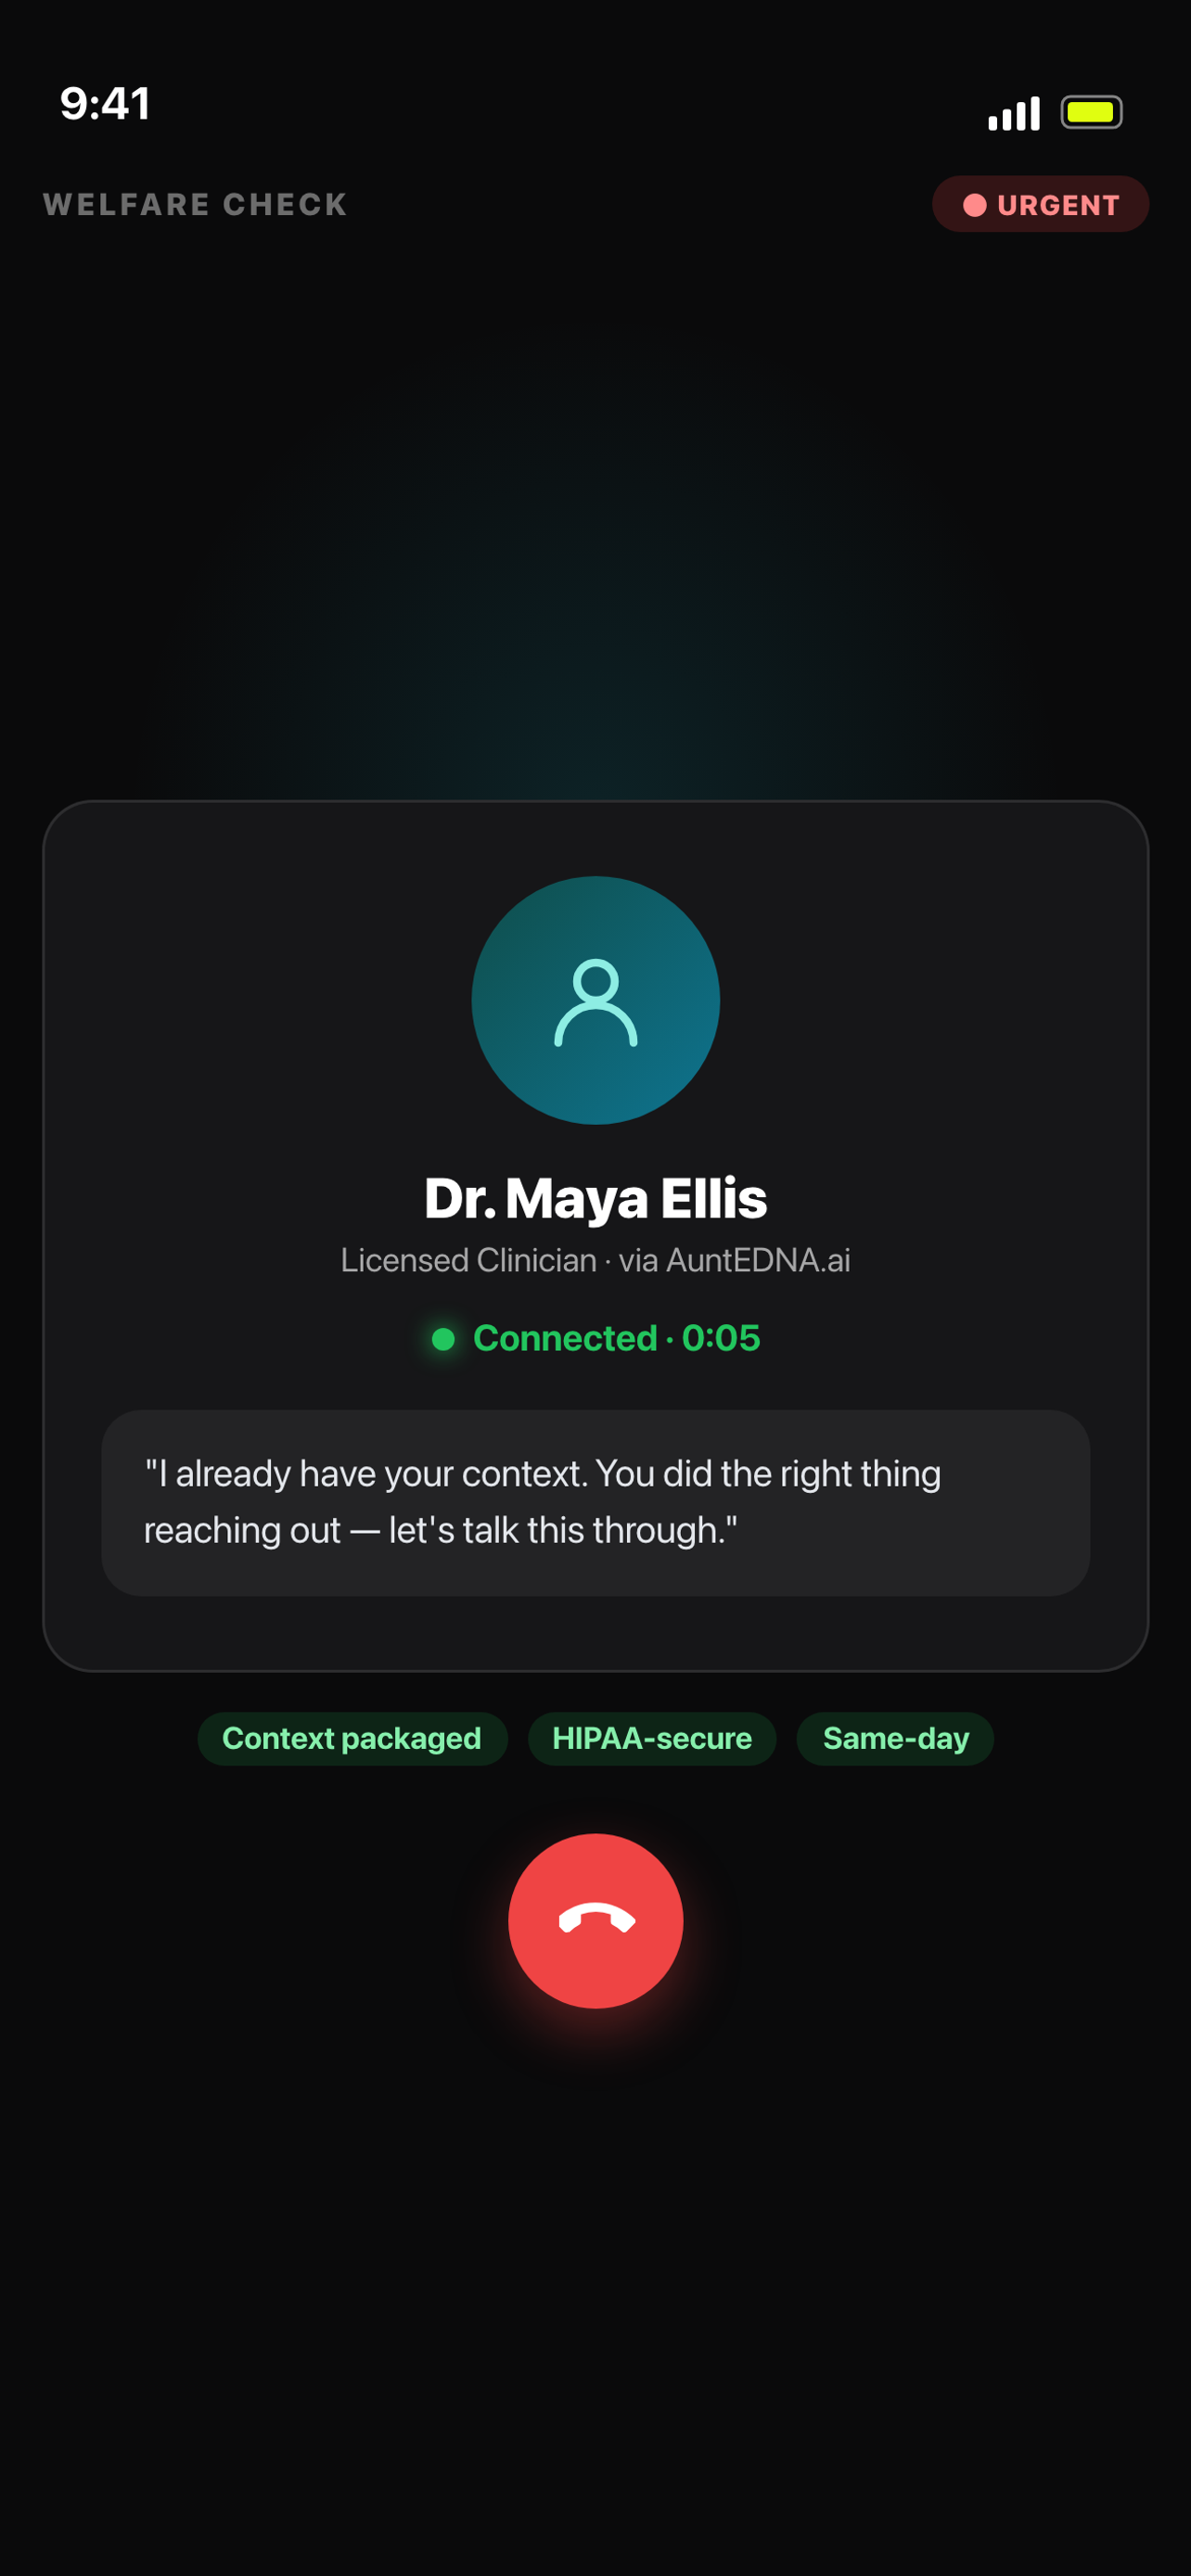 9:41
WELFARE CHECK
URGENT
Dr. Maya Ellis
Licensed Clinician · via AuntEDNA.ai
Connected · 0:05
"I already have your context. You did the right thing
reaching out — let's talk this through."
Context packaged
HIPAA-secure
Same-day